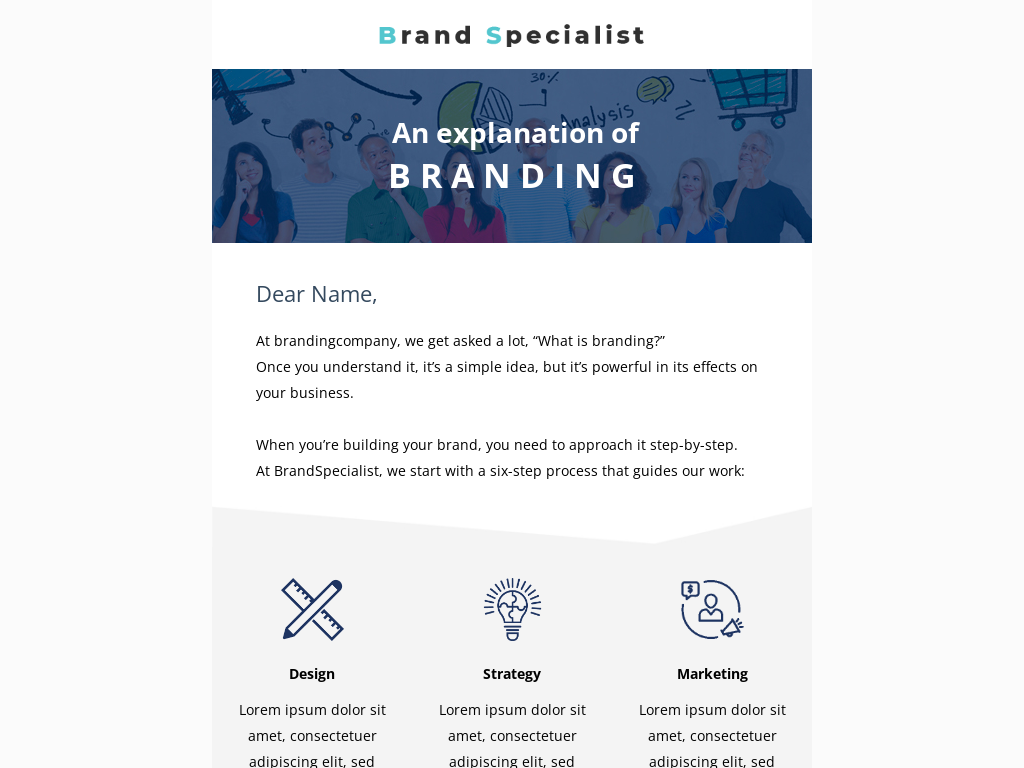 Brand Specialist
30%
Analysis
An explanation of
BRANDING
Dear Name,
At brandingcompany, we get asked a lot, “What is branding?”
Once you understand it, it’s a simple idea, but it’s powerful in its effects on
your business.
When you’re building your brand, you need to approach it step-by-step.
At BrandSpecialist, we start with a six-step process that guides our work:
$
Design
Strategy
Marketing
Lorem ipsum dolor sit
amet, consectetuer
adipiscing elit, sed
Lorem ipsum dolor sit
amet, consectetuer
adipiscing elit, sed
Lorem ipsum dolor sit
amet, consectetuer
adipiscing elit, sed